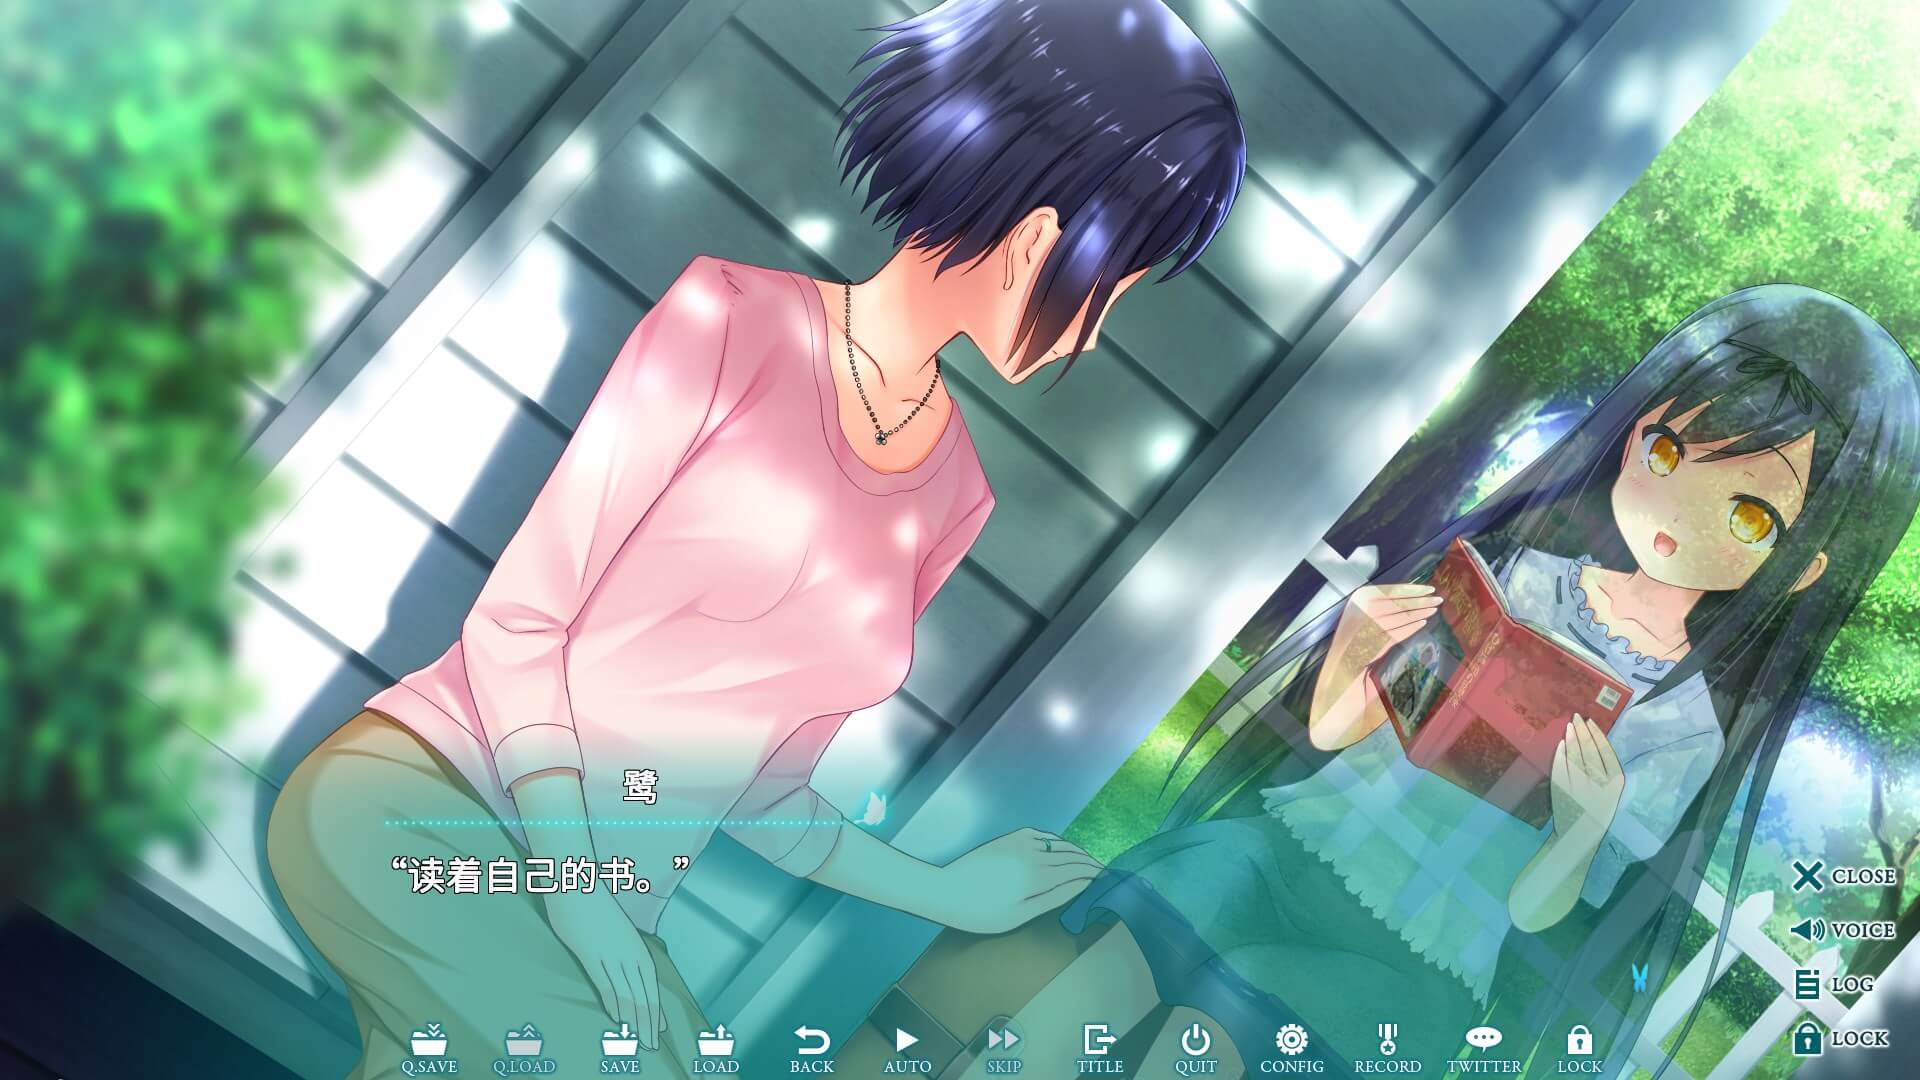 鹭
“读着自己的书。”
CLOSE
VOICE
LOG
LOCK
Q.SAVE
Q.LOAD
SAVE
LOAD
BACK
AUTO
SKIP
TITLE
QUIT
CONFIG
RECORD
TWITTER
LOCK